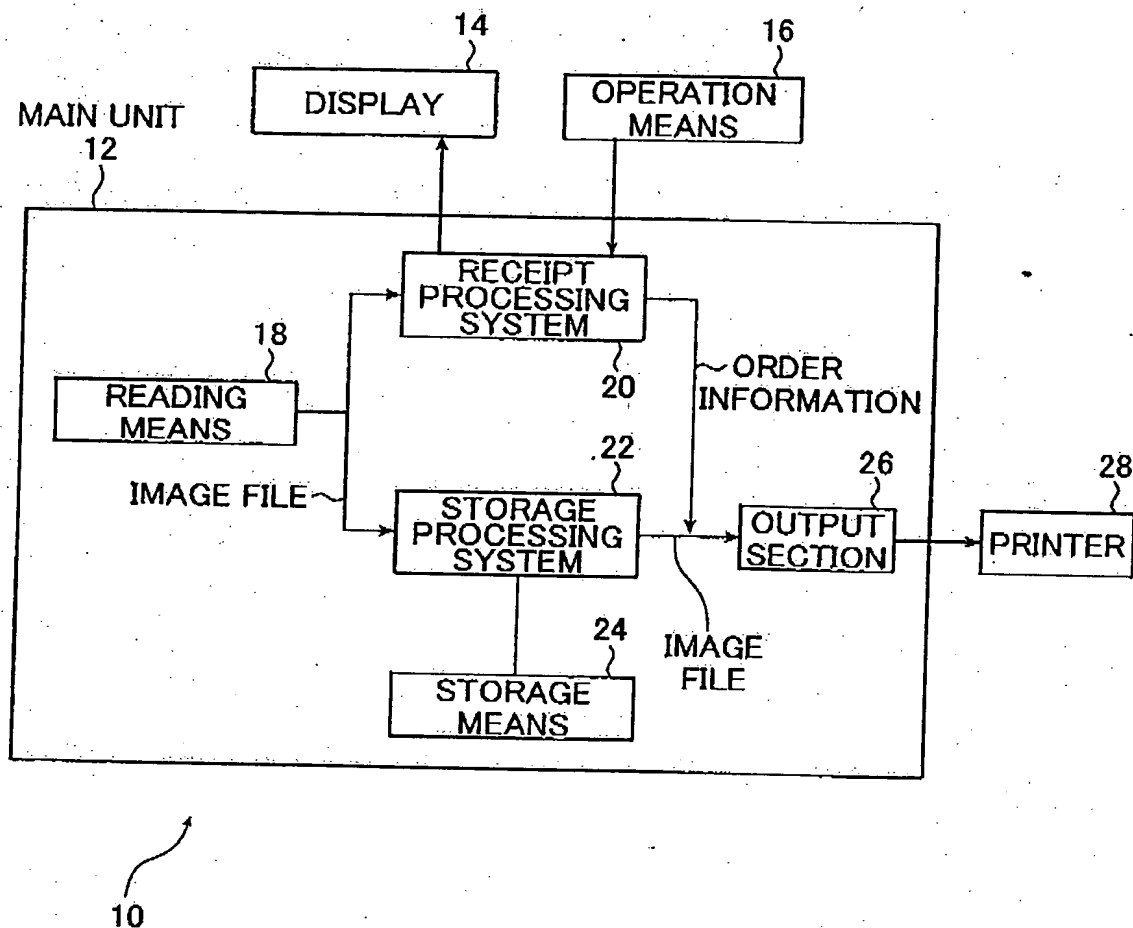 14
DISPLAY
16
OPERATION
MEANS
MAIN UNIT
12
RECEIPT
PROCESSING
SYSTEM
20
18
READING
MEANS
ORDER
INFORMATION
IMAGE FILE
22
STORAGE
PROCESSING
SYSTEM
26
OUTPUT
SECTION
28
PRINTER
IMAGE
FILE
24
STORAGE
MEANS
10